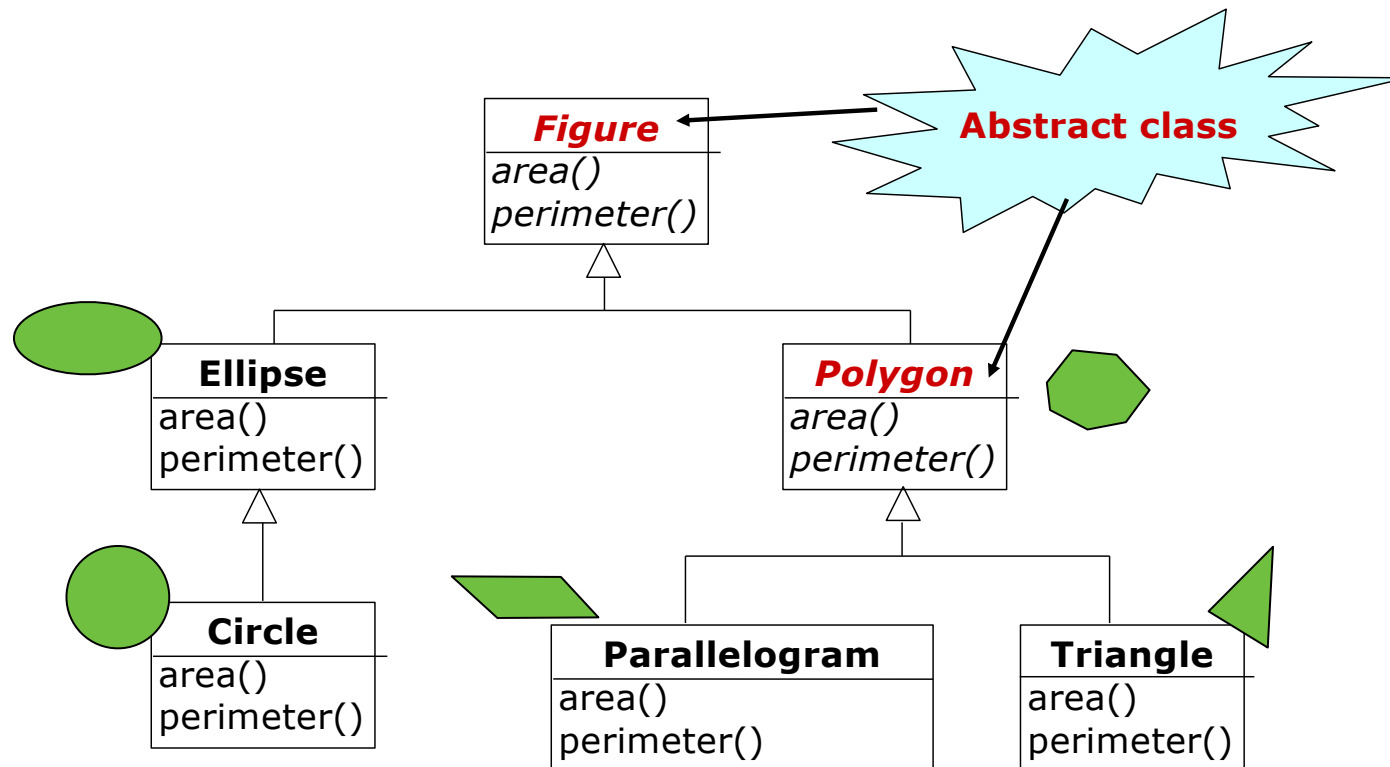 Figure
area()
perimeter()
Abstract class
Ellipse
area()
perimeter()
Polygon
area()
perimeter()
Circle
area()
perimeter()
Parallelogram
area()
perimeter()
Triangle
area()
perimeter()